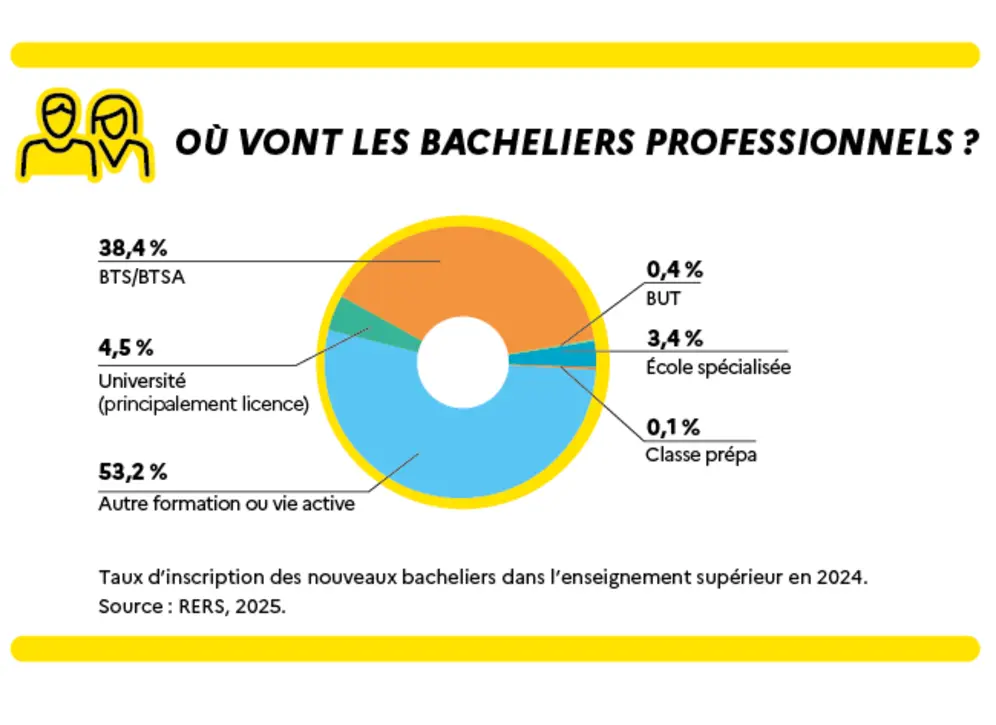 OÙ VONT LES BACHELIERS PROFESSIONNELS ?
38,4 %
BTS/BTSA
4,5 %
Université
(principalement licence)
53,2 %
Autre formation ou vie active
0,4 %
BUT
3,4 %
École spécialisée
0,1 %
Classe prépa
Taux d’inscription des nouveaux bacheliers dans l’enseignement supérieur en 2024.
Source : RERS, 2025.